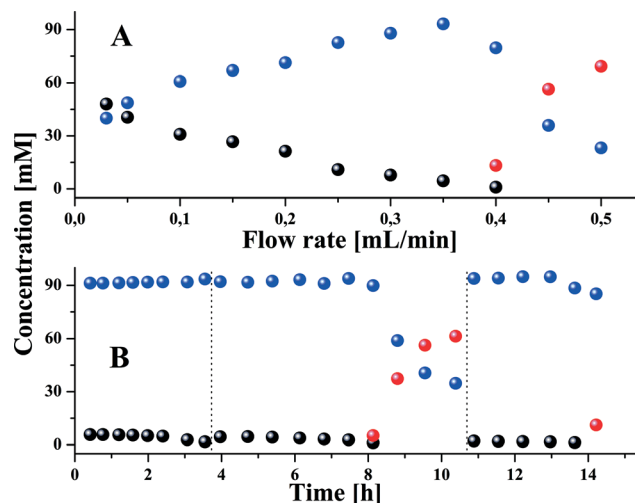 A
90
60
30
0
0,0 0,1 0,2 0,3 0,4 0,5
Flow rate [mL/min]
Concentration [mM]
B
90
60
30
0
0 2 4 6 8 10 12 14
Time [h]